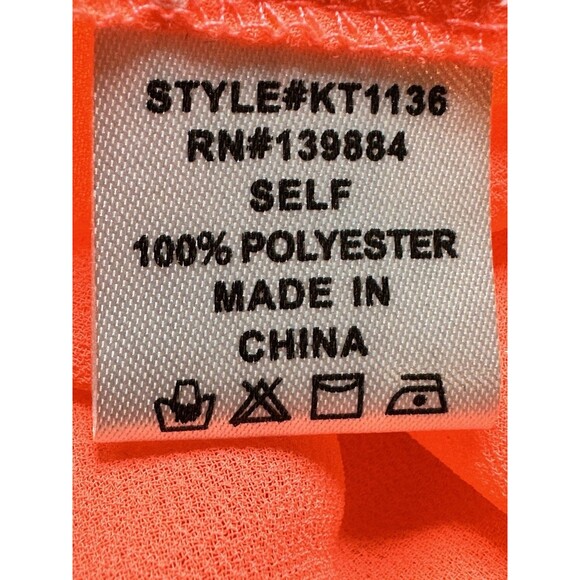 STYLE#KT1136
RN#139884
SELF
100% POLYESTER
MADE IN
CHINA